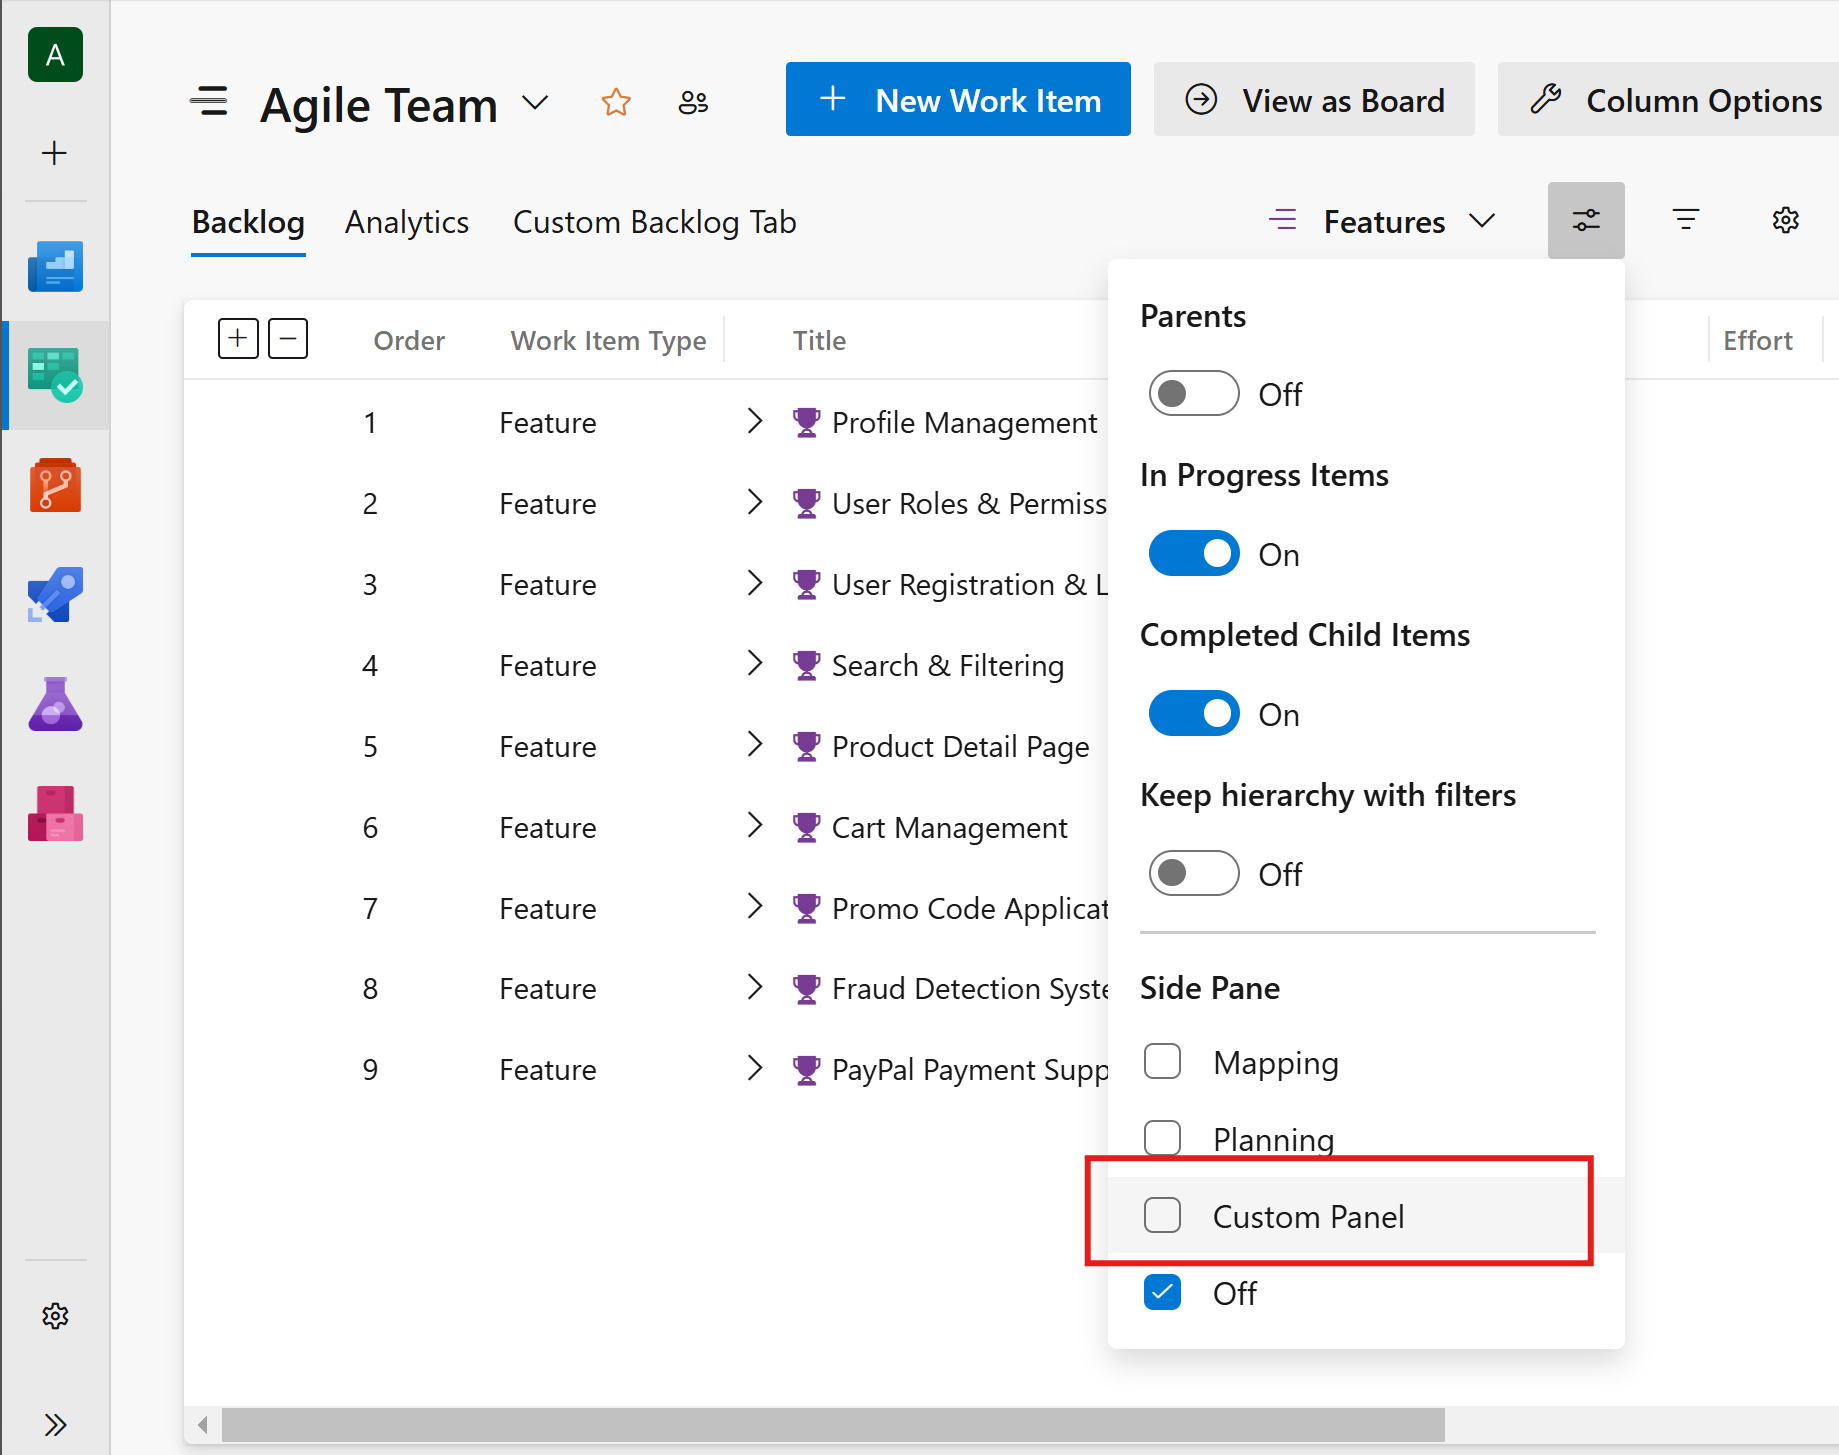 A
Agile Team
New Work Item
View as Board
Column Options
Backlog
Analytics
Custom Backlog Tab
Features
Order
Work Item Type
Title
Effort
1 Feature Profile Management
2 Feature User Roles & Permiss
3 Feature User Registration & L
4 Feature Search & Filtering
5 Feature Product Detail Page
6 Feature Cart Management
7 Feature Promo Code Applicat
8 Feature Fraud Detection Syste
9 Feature PayPal Payment Supp
Parents
Off
In Progress Items
On
Completed Child Items
On
Keep hierarchy with filters
Off
Side Pane
Mapping
Planning
Custom Panel
Off